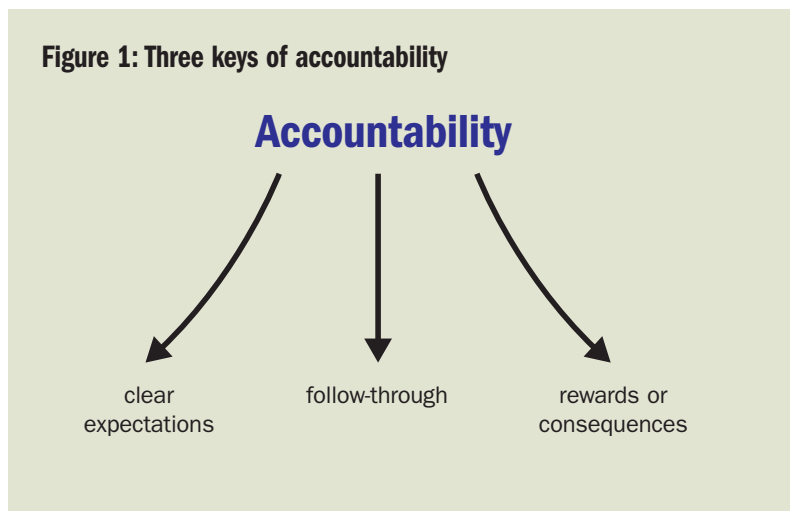 Figure 1: Three keys of accountability
Accountability
clear
expectations
follow-through
rewards or
consequences